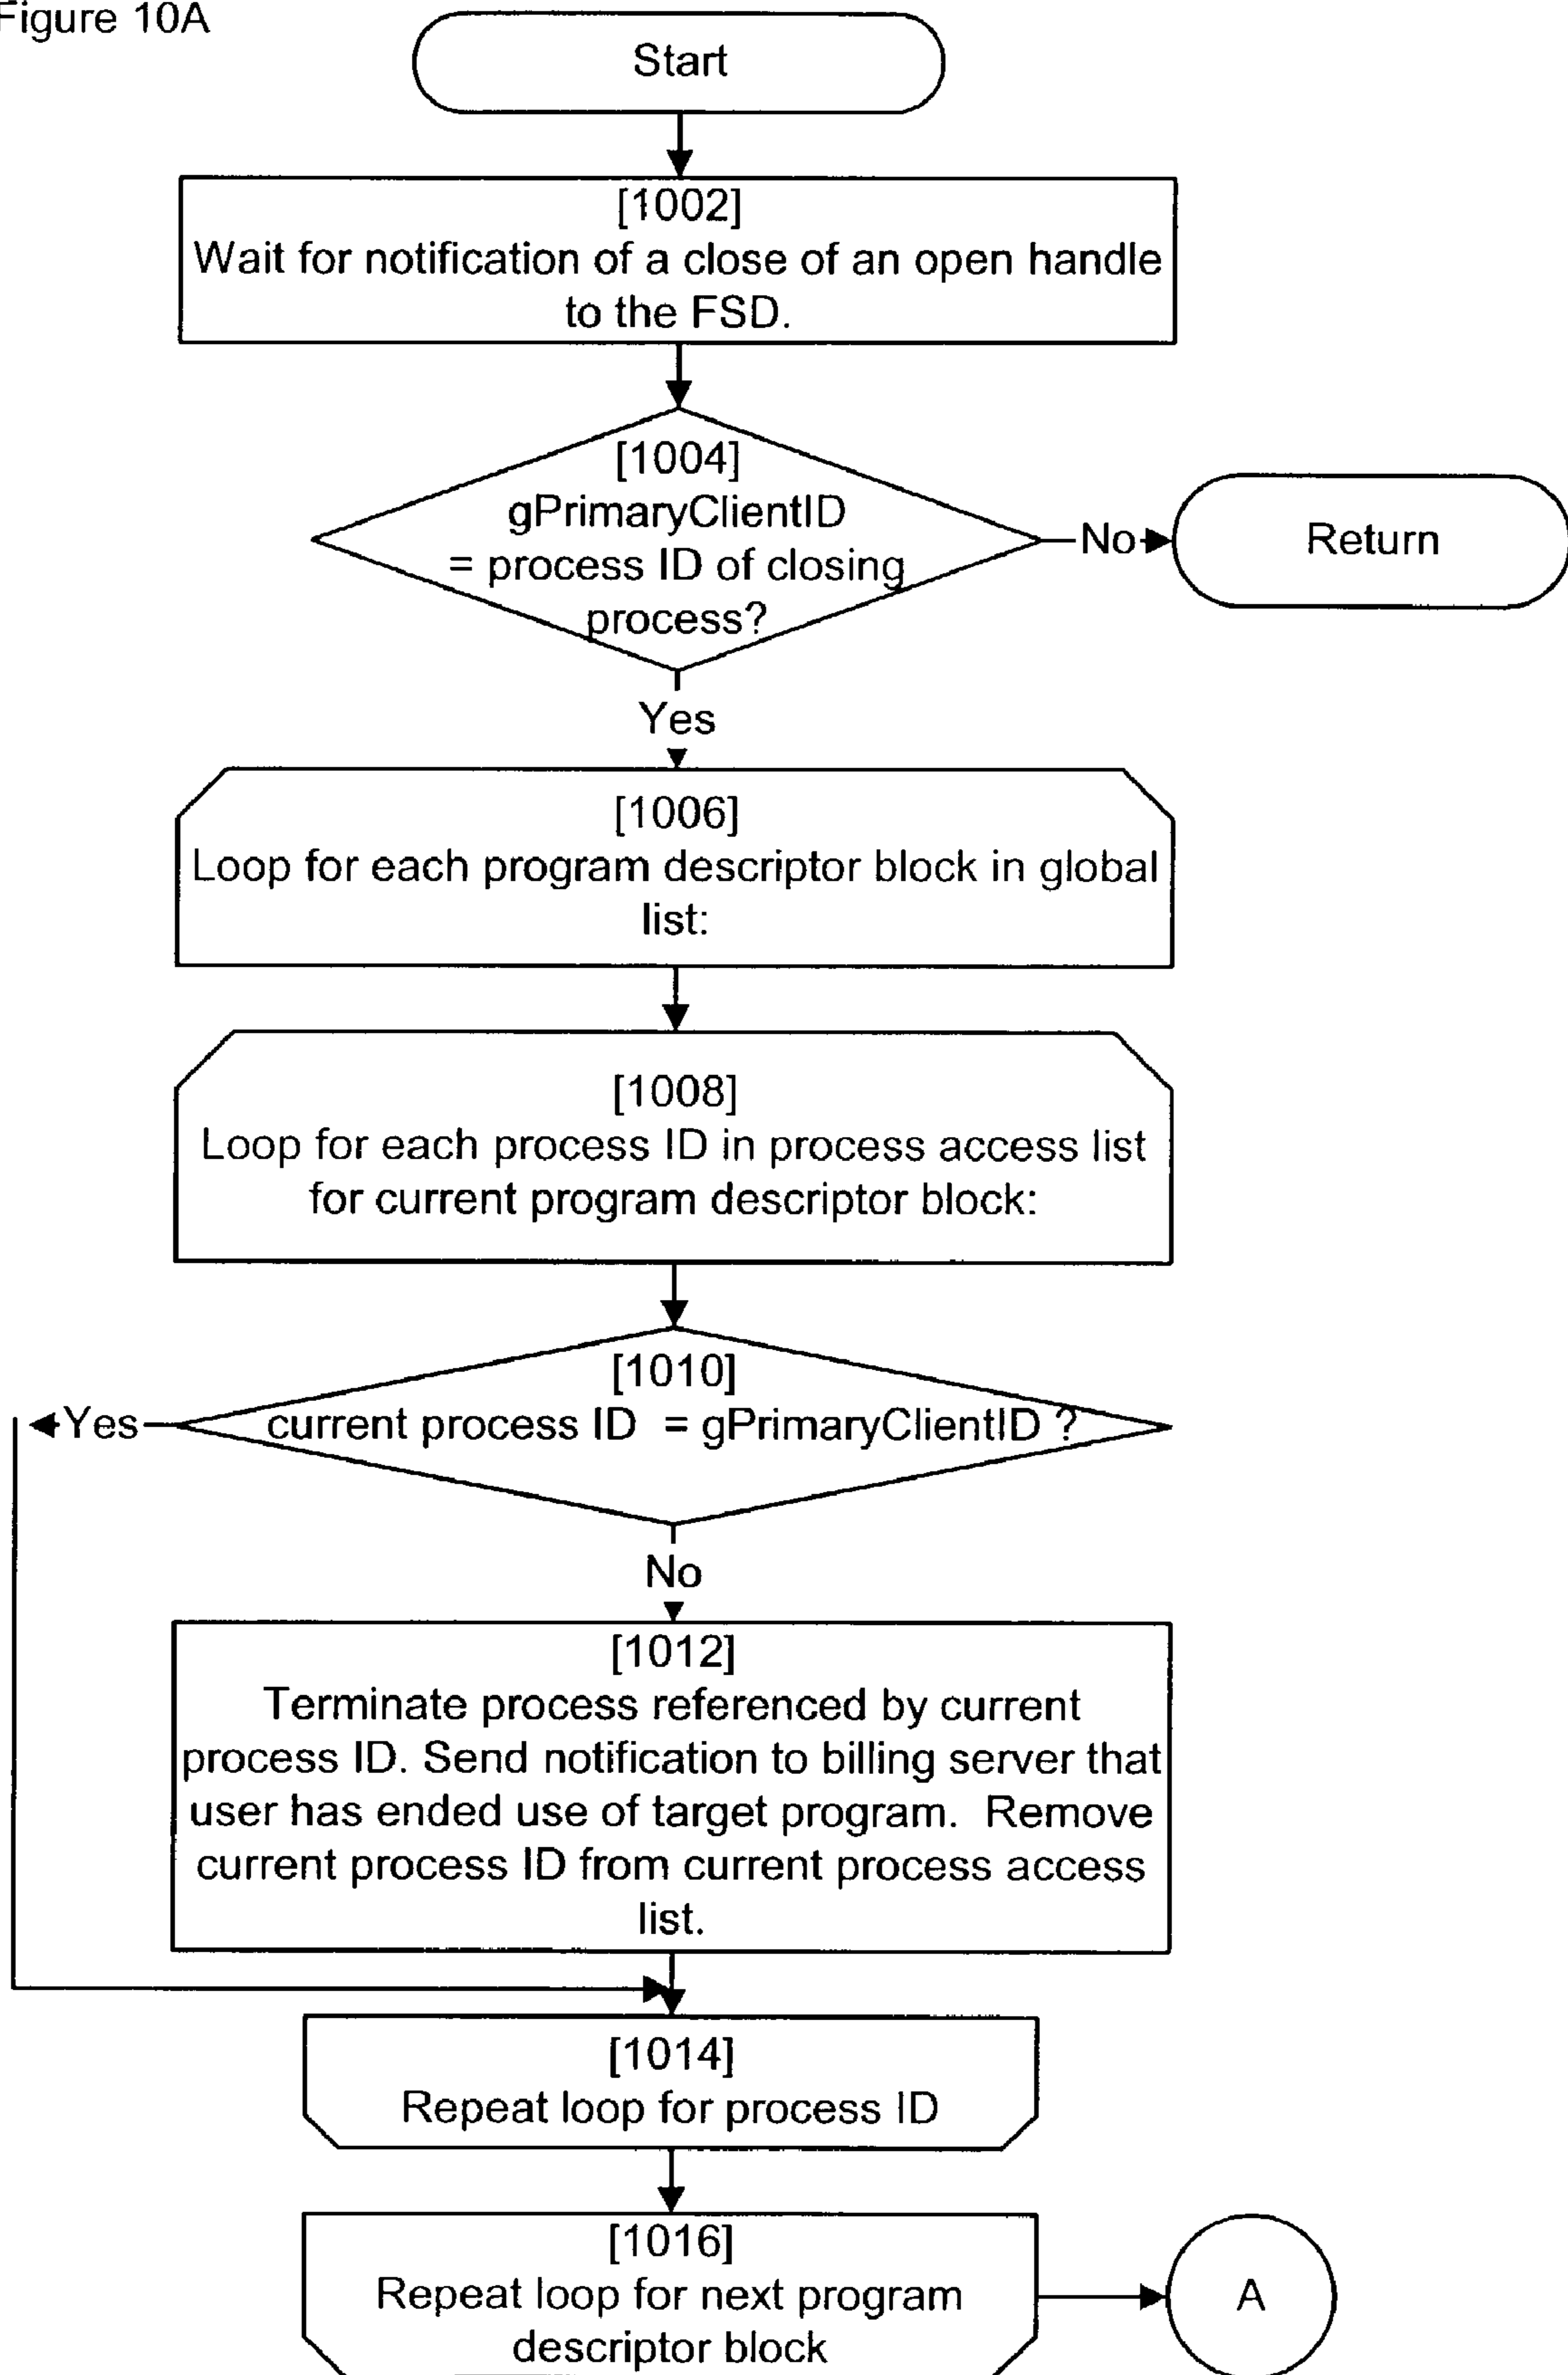 Figure 10A
Start
[1002]
Wait for notification of a close of an open handle
to the FSD.
[1004]
gPrimaryClientID
= process ID of closing
process?
No
Return
Yes
[1006]
Loop for each program descriptor block in global
list:
[1008]
Loop for each process ID in process access list
for current program descriptor block:
[1010]
current process ID = gPrimaryClientID ?
Yes
No
[1012]
Terminate process referenced by current
process ID. Send notification to billing server that
user has ended use of target program. Remove
current process ID from current process access
list.
[1014]
Repeat loop for process ID
[1016]
Repeat loop for next program
descriptor block
A